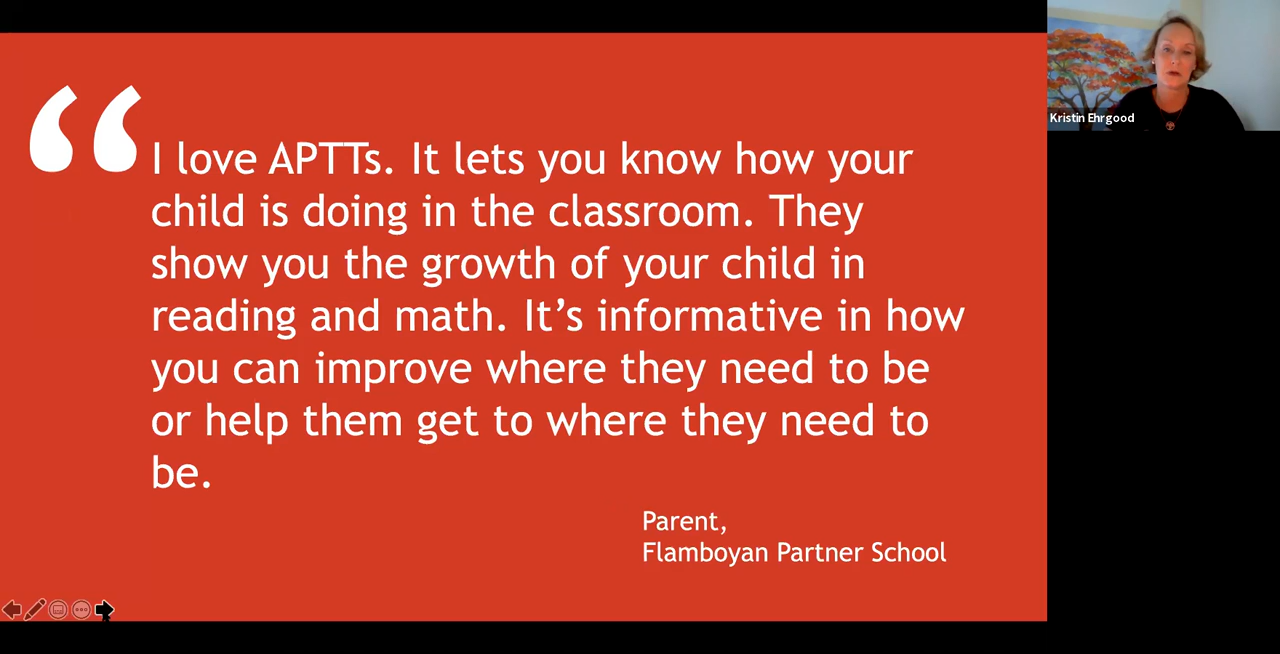 “
I love APTTs. It lets you know how your
child is doing in the classroom. They
show you the growth of your child in
reading and math. It’s informative in how
you can improve where they need to be
or help them get to where they need to
be.
Parent,
Flamboyan Partner School
Kristin Ehrgood